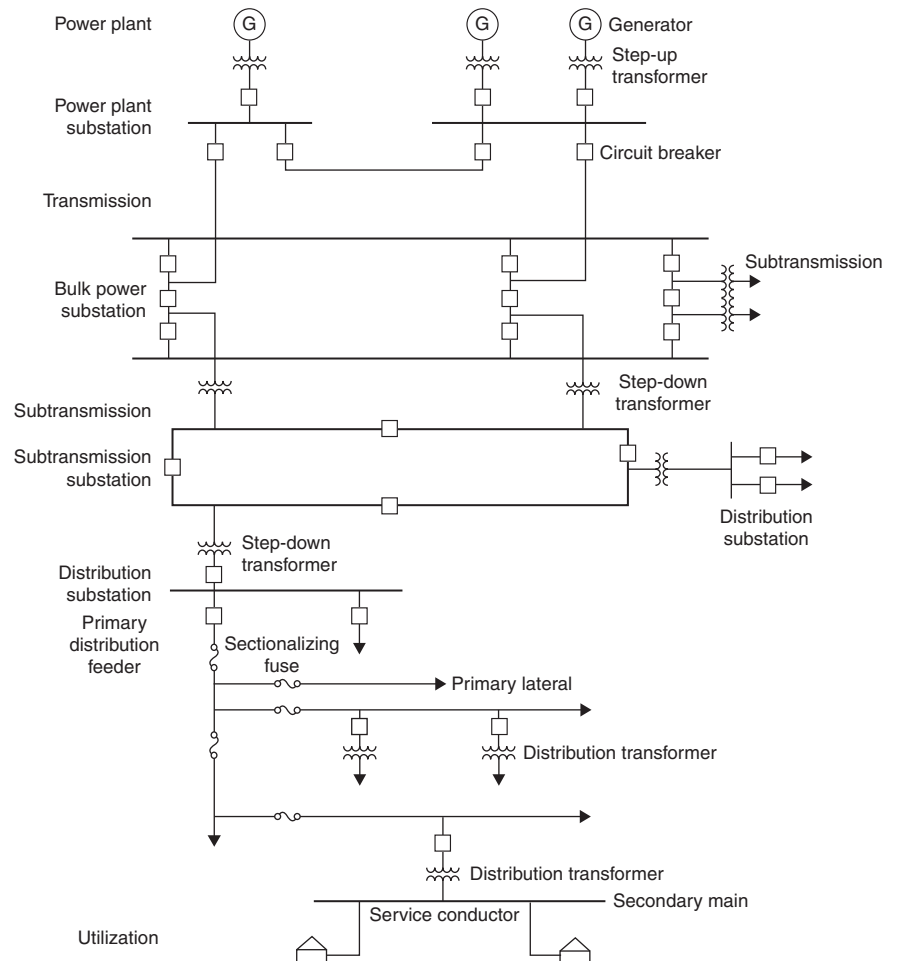 Power plant
G
G
G
Generator
Step-up
transformer
Power plant
substation
Circuit breaker
Transmission
Bulk power
substation
Subtransmission
Step-down
transformer
Subtransmission
Subtransmission
substation
Distribution
substation
Step-down
transformer
Distribution
substation
Primary
distribution
feeder
Sectionalizing
fuse
Primary lateral
Distribution transformer
Distribution transformer
Secondary main
Service conductor
Utilization